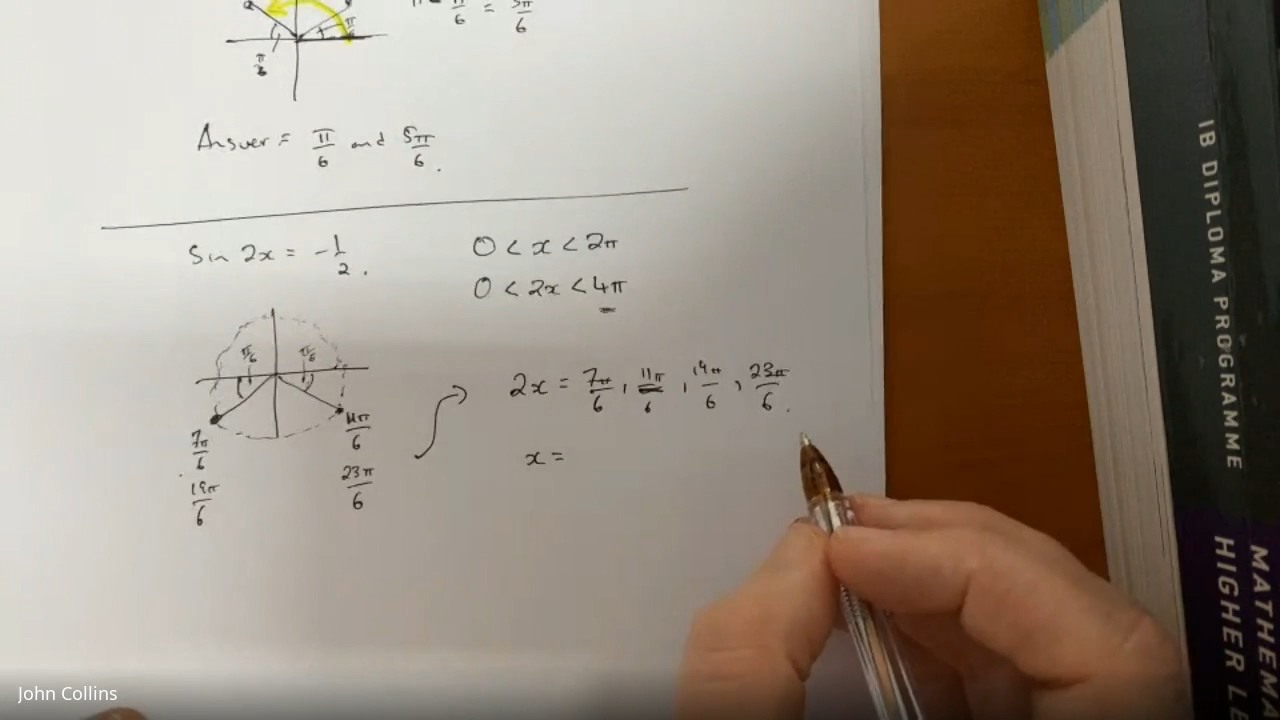 π - π/6 = 5π/6
π/6
π/6
Answer = π/6 and 5π/6.
Sin 2x = -1/2.
0 < x < 2π
0 < 2x < 4π
π/6 π/6
2x = 7π/6, 11π/6, 19π/6, 23π/6.
7π/6 11π/6
x =
19π/6 23π/6
IB DIPLOMA PROGRAMME
MATHEMA
HIGHER LE
John Collins